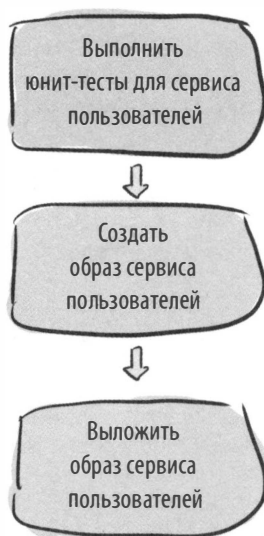 Выполнить
юнит-тесты для сервиса
пользователей
Создать
образ сервиса
пользователей
Выложить
образ сервиса
пользователей